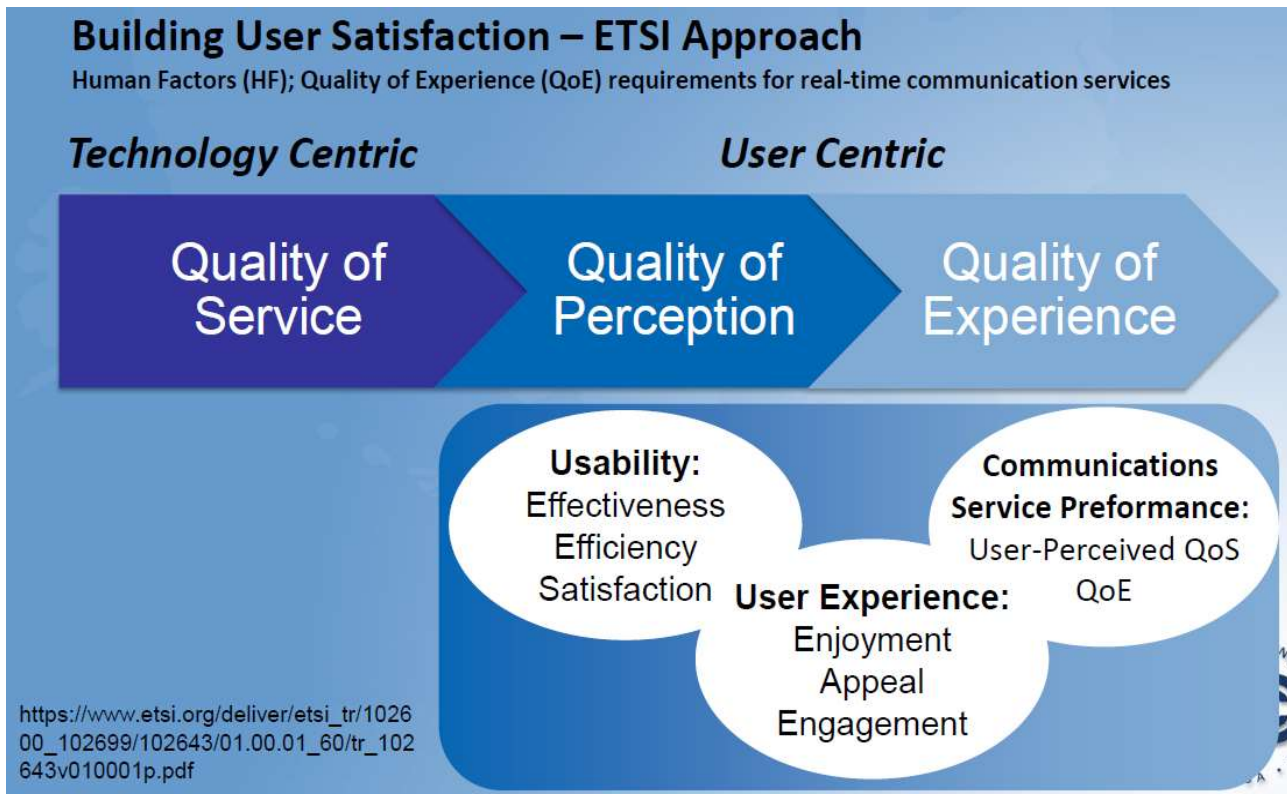 Building User Satisfaction – ETSI Approach
Human Factors (HF); Quality of Experience (QoE) requirements for real-time communication services
Technology Centric
User Centric
Quality of
Service
Quality of
Perception
Quality of
Experience
Usability:
Effectiveness
Efficiency
Satisfaction
User Experience:
Enjoyment
Appeal
Engagement
Communications
Service Preformance:
User-Perceived QoS
QoE
https://www.etsi.org/deliver/etsi_tr/1026
00_102699/102643/01.00.01_60/tr_102
643v010001p.pdf